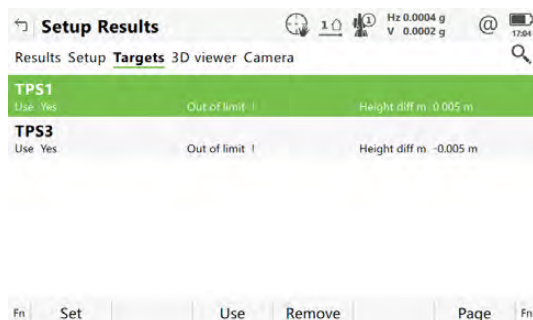 Setup Results
1
1
Hz 0.0004 g
V 0.0002 g
@
17:04
Results Setup Targets 3D viewer Camera
TPS1
Use Yes Out of limit ! Height diff m 0.005 m
TPS3
Use Yes Out of limit ! Height diff m -0.005 m
Fn Set Use Remove Page Fn